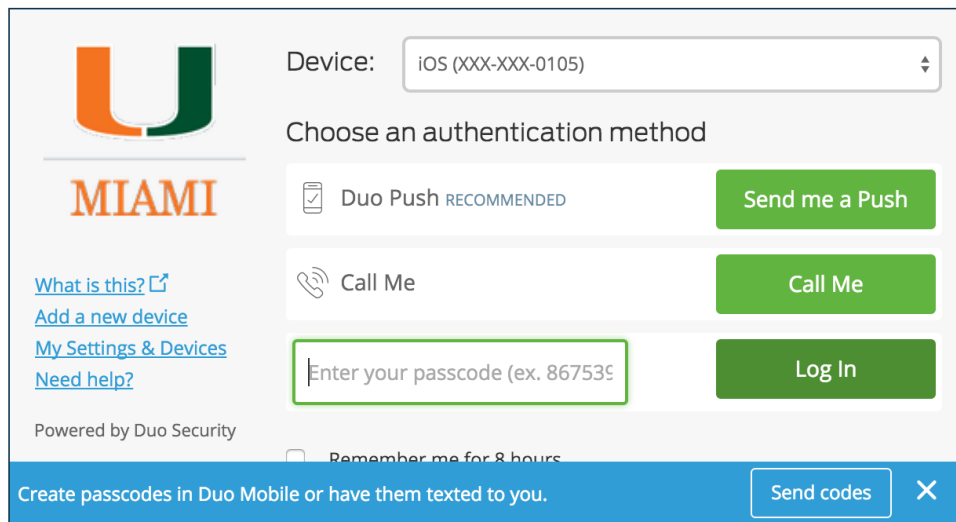 Device: iOS (XXX-XXX-0105)
Choose an authentication method
MIAMI
Duo Push RECOMMENDED Send me a Push
What is this?
Add a new device
My Settings & Devices
Need help?
Powered by Duo Security
Call Me Call Me
Enter your passcode (ex. 867539 Log In
Remember me for 8 hours
Create passcodes in Duo Mobile or have them texted to you. Send codes